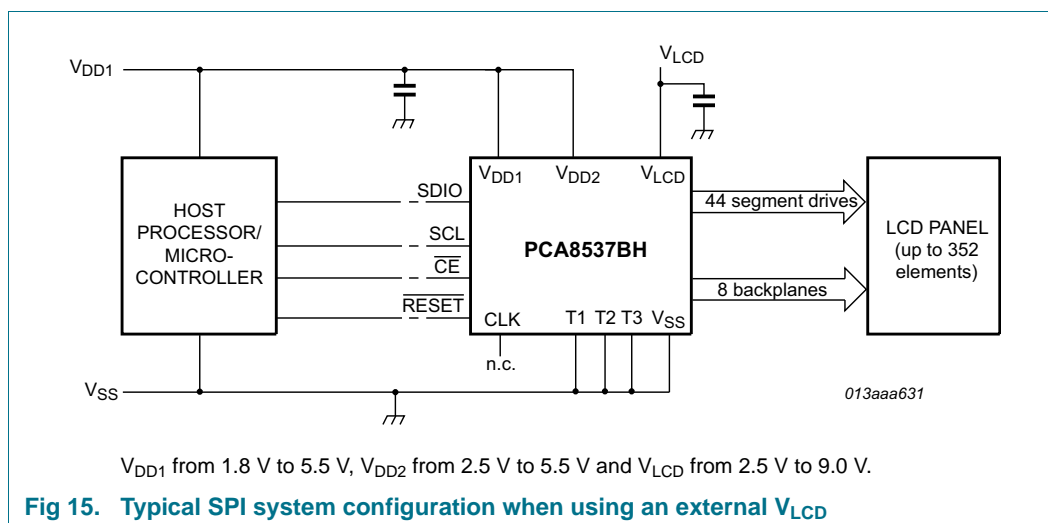 VDD1
VLCD
VDD1
VDD2
VLCD
HOST
PROCESSOR/
MICRO-
CONTROLLER
SDIO
SCL
CE
RESET
PCA8537BH
CLK
T1
T2
T3
VSS
n.c.
44 segment drives
8 backplanes
LCD PANEL
(up to 352
elements)
VSS
013aaa631
VDD1 from 1.8 V to 5.5 V, VDD2 from 2.5 V to 5.5 V and VLCD from 2.5 V to 9.0 V.
Fig 15. Typical SPI system configuration when using an external VLCD